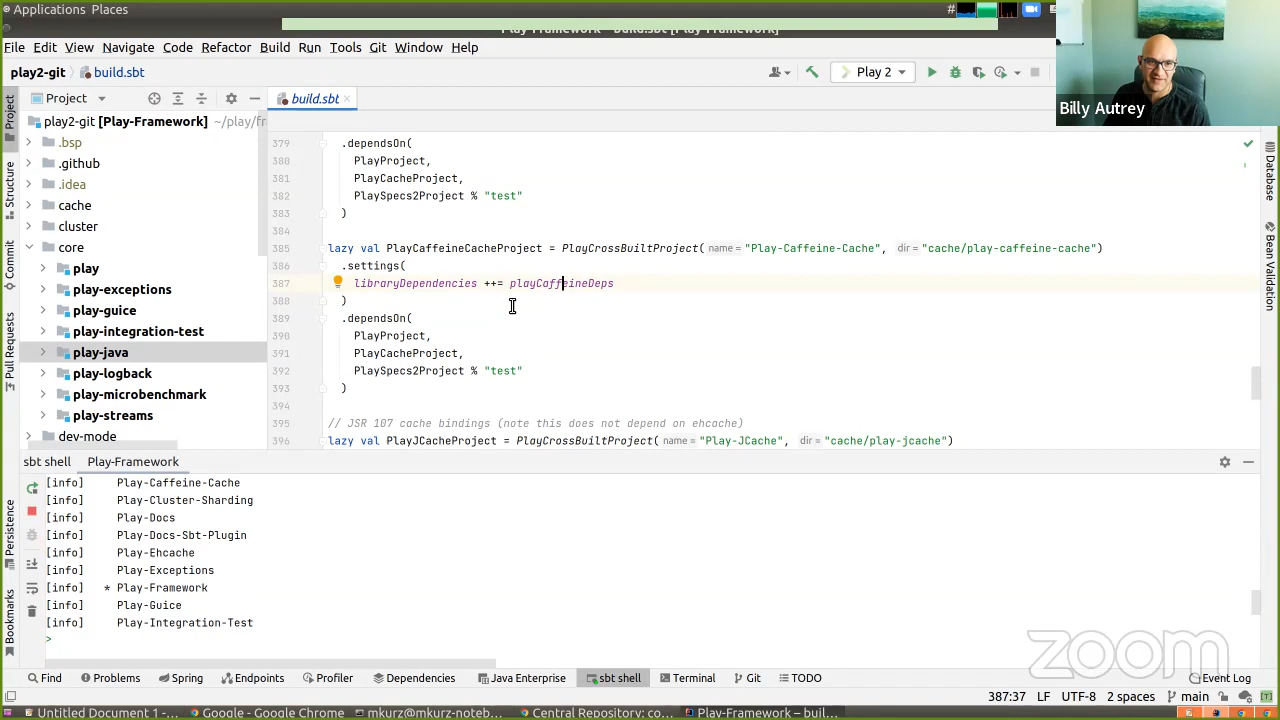 Applications Places
#
Play-Framework – build.sbt [Play-Framework]
File Edit View Navigate Code Refactor Build Run Tools Git Window Help
play2-git build.sbt
Play 2
Billy Autrey
Project
build.sbt
play2-git [Play-Framework] ~/play/fr
.bsp
.github
.idea
cache
cluster
core
play
play-exceptions
play-guice
play-integration-test
play-java
play-logback
play-microbenchmark
play-streams
dev-mode
Project
Structure
Commit
Pull Requests
Persistence
Bookmarks
Database
Bean Validation
379 .dependsOn(
380 PlayProject,
381 PlayCacheProject,
382 PlaySpecs2Project % "test"
383 )
384
385 lazy val PlayCaffeineCacheProject = PlayCrossBuiltProject( name = "Play-Caffeine-Cache", dir = "cache/play-caffeine-cache")
386 .settings(
387 libraryDependencies ++= playCaffeineDeps
388 )
389 .dependsOn(
390 PlayProject,
391 PlayCacheProject,
392 PlaySpecs2Project % "test"
393 )
394
395 // JSR 107 cache bindings (note this does not depend on ehcache)
396 lazy val PlayJCacheProject = PlayCrossBuiltProject( name = "Play-JCache", dir = "cache/play-jcache")
sbt shell Play-Framework
[info] Play-Caffeine-Cache
[info] Play-Cluster-Sharding
[info] Play-Docs
[info] Play-Docs-Sbt-Plugin
[info] Play-Ehcache
[info] Play-Exceptions
[info] * Play-Framework
[info] Play-Guice
[info] Play-Integration-Test
>
zoom
Find Problems Spring Endpoints Profiler Dependencies Java Enterprise sbt shell Terminal Git TODO Event Log
387:37 LF UTF-8 2 spaces main
Untitled Document 1 -... Google - Google Chrome mkurz@mkurz-noteb... Central Repository: co... Play-Framework – buil...